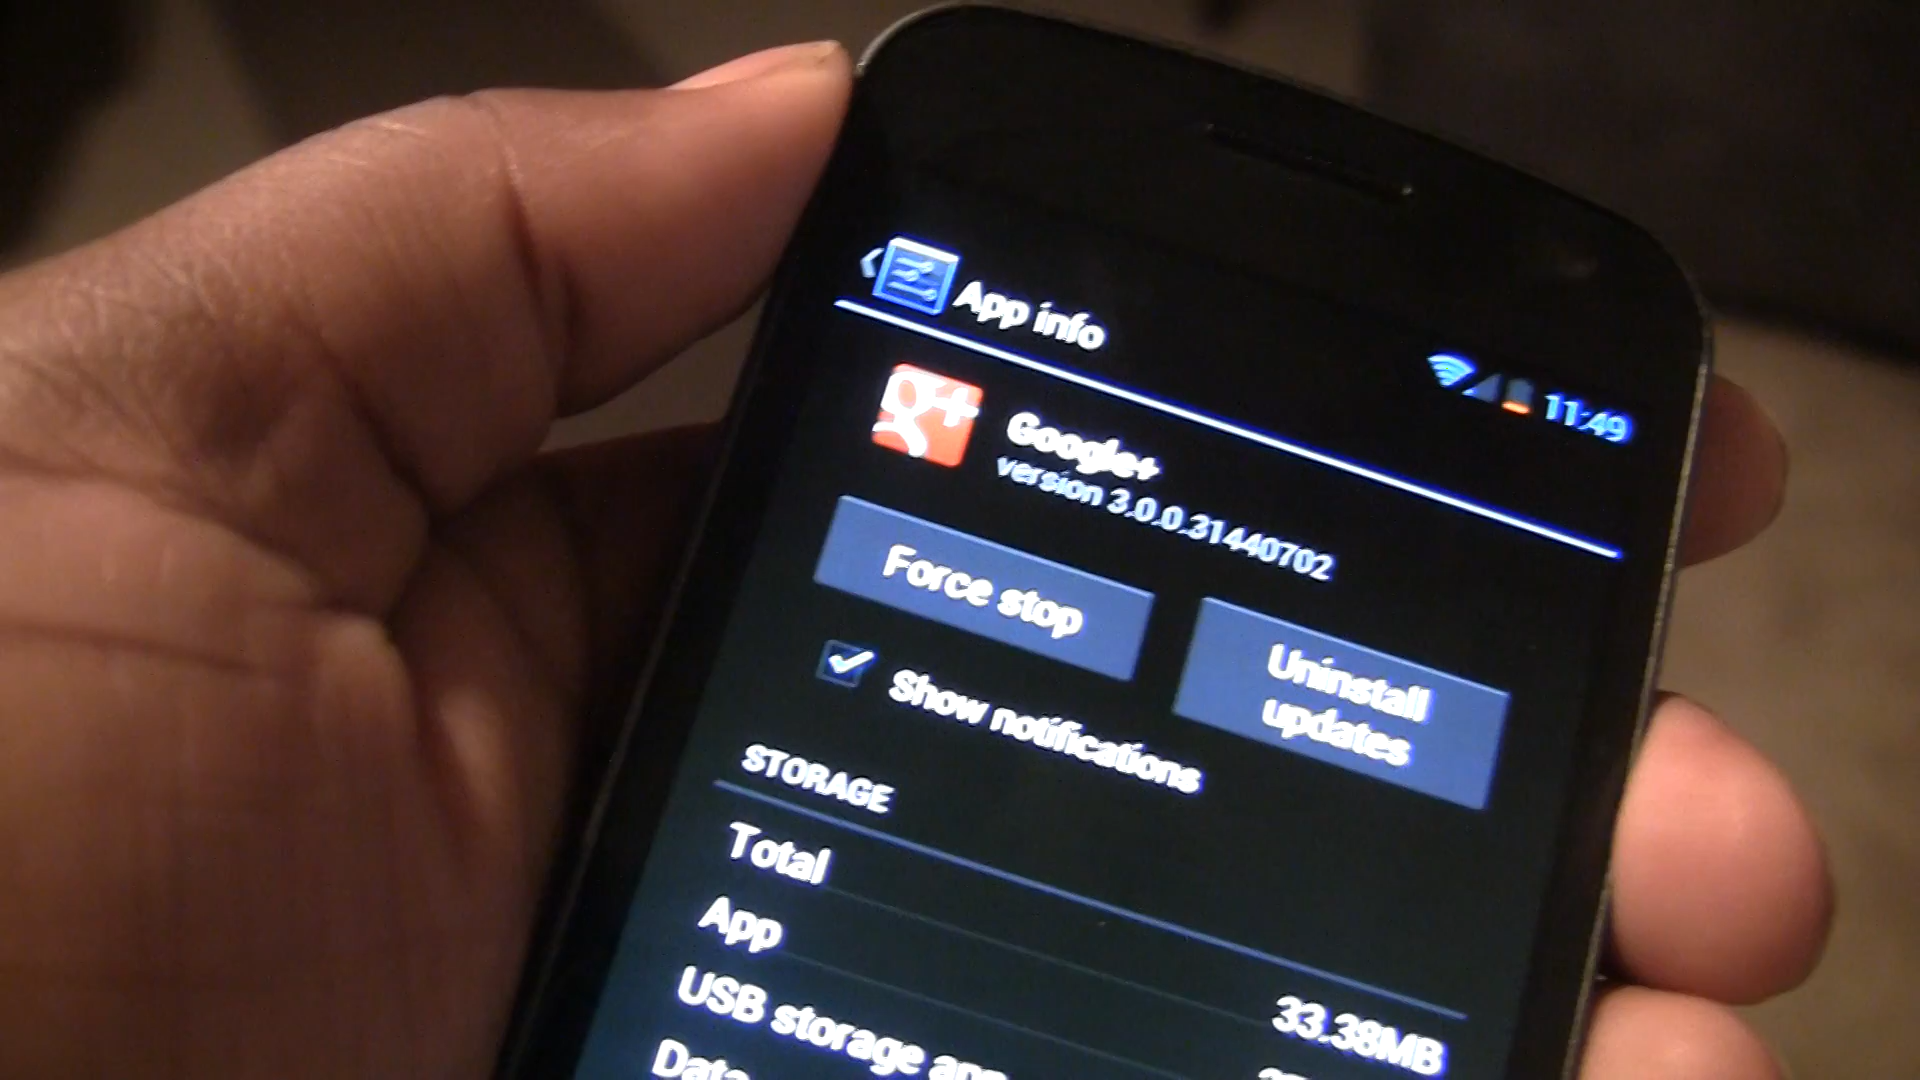 App info
11:49
g+
Google+
version 3.0.0.31440702
Force stop
Uninstall
updates
Show notifications
STORAGE
Total
33.38MB
App
USB storage app
Data